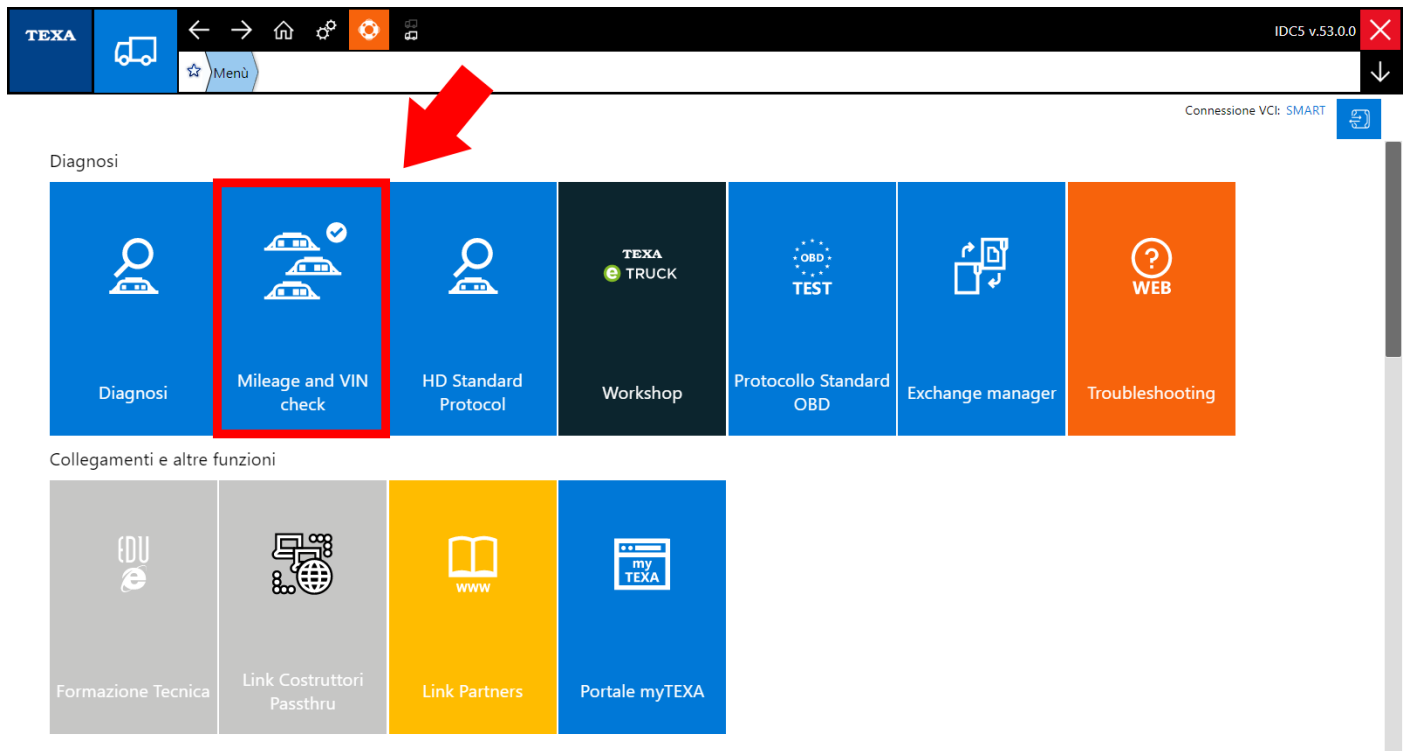 TEXA
IDC5 v.53.0.0
Menù
Connessione VCI: SMART
Diagnosi
TEXA
e TRUCK
OBD
TEST
?
WEB
Diagnosi
Mileage and VIN
check
HD Standard
Protocol
Workshop
Protocollo Standard
OBD
Exchange manager
Troubleshooting
Collegamenti e altre funzioni
EDU
e
www
my
TEXA
Formazione Tecnica
Link Costruttori
Passthru
Link Partners
Portale myTEXA